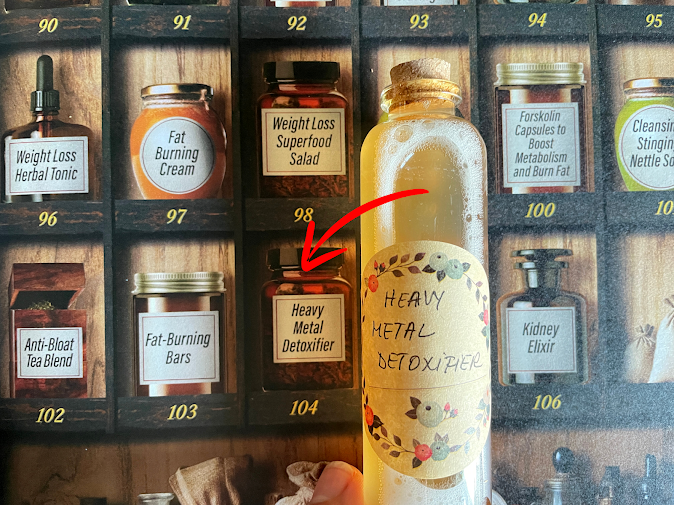 90
91
92
93
94
95
Weight Loss
Herbal Tonic
Fat
Burning
Cream
Weight Loss
Superfood
Salad
Forskolin
Capsules to
Boost
Metabolism
and Burn Fat
Cleansing
Stinging
96
97
98
100
Anti-Bloat
Tea Blend
Fat-Burning
Bars
Heavy
Metal
Detoxifier
HEAVY
METAL
DETOXIFIER
Kidney
Elixir
102
103
104
106